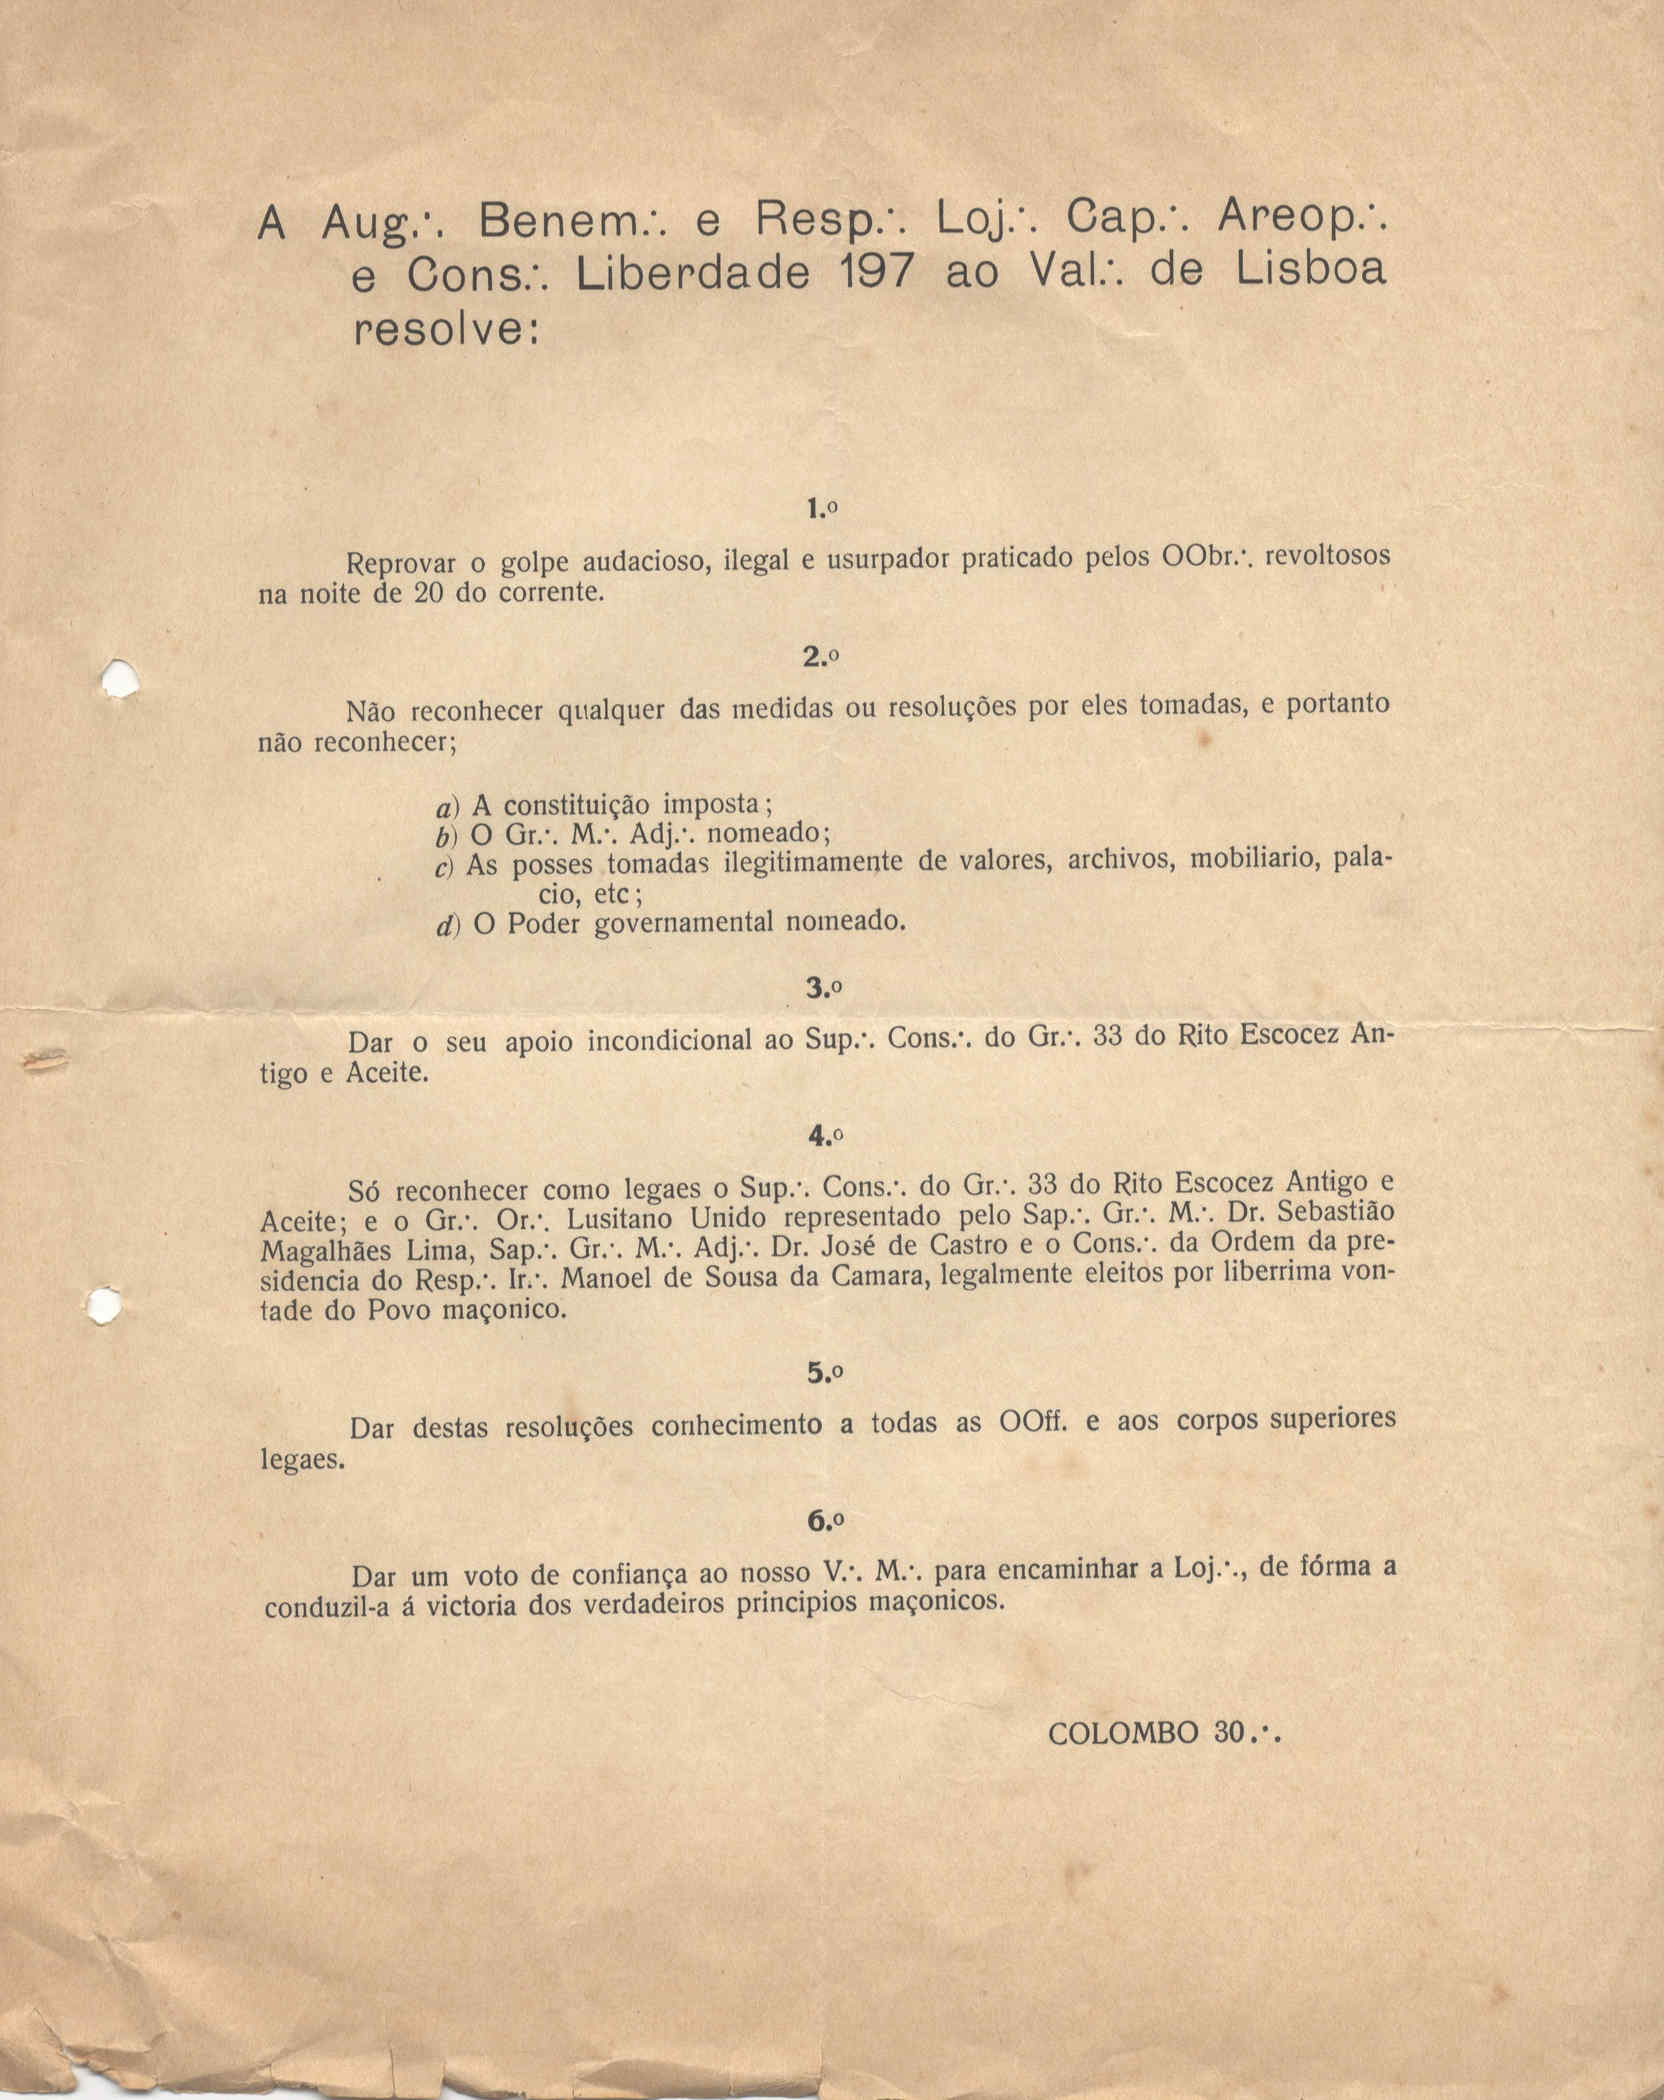 A Aug.∴ Benem.∴ e Resp.∴ Loj.∴ Cap.∴ Areop.∴
e Cons.∴ Liberdade 197 ao Val.∴ de Lisboa
resolve:
1.º
Reprovar o golpe audacioso, ilegal e usurpador praticado pelos OObr.∴ revoltosos
na noite de 20 do corrente.
2.º
Não reconhecer qualquer das medidas ou resoluções por eles tomadas, e portanto
não reconhecer;
a) A constituição imposta;
b) O Gr.∴ M.∴ Adj.∴ nomeado;
c) As posses tomadas ilegitimamente de valores, archivos, mobiliario, pala-
cio, etc;
d) O Poder governamental nomeado.
3.º
Dar o seu apoio incondicional ao Sup.∴ Cons.∴ do Gr.∴ 33 do Rito Escocez An-
tigo e Aceite.
4.º
Só reconhecer como legaes o Sup.∴ Cons.∴ do Gr.∴ 33 do Rito Escocez Antigo e
Aceite; e o Gr.∴ Or.∴ Lusitano Unido representado pelo Sap.∴ Gr.∴ M.∴ Dr. Sebastião
Magalhães Lima, Sap.∴ Gr.∴ M.∴ Adj.∴ Dr. José de Castro e o Cons.∴ da Ordem da pre-
sidencia do Resp.∴ Ir.∴ Manoel de Sousa da Camara, legalmente eleitos por liberrima von-
tade do Povo maçonico.
5.º
Dar destas resoluções conhecimento a todas as OOff. e aos corpos superiores
legaes.
6.º
Dar um voto de confiança ao nosso V.∴ M.∴ para encaminhar a Loj.∴, de fórma a
conduzil-a á victoria dos verdadeiros principios maçonicos.
COLOMBO 30.∴